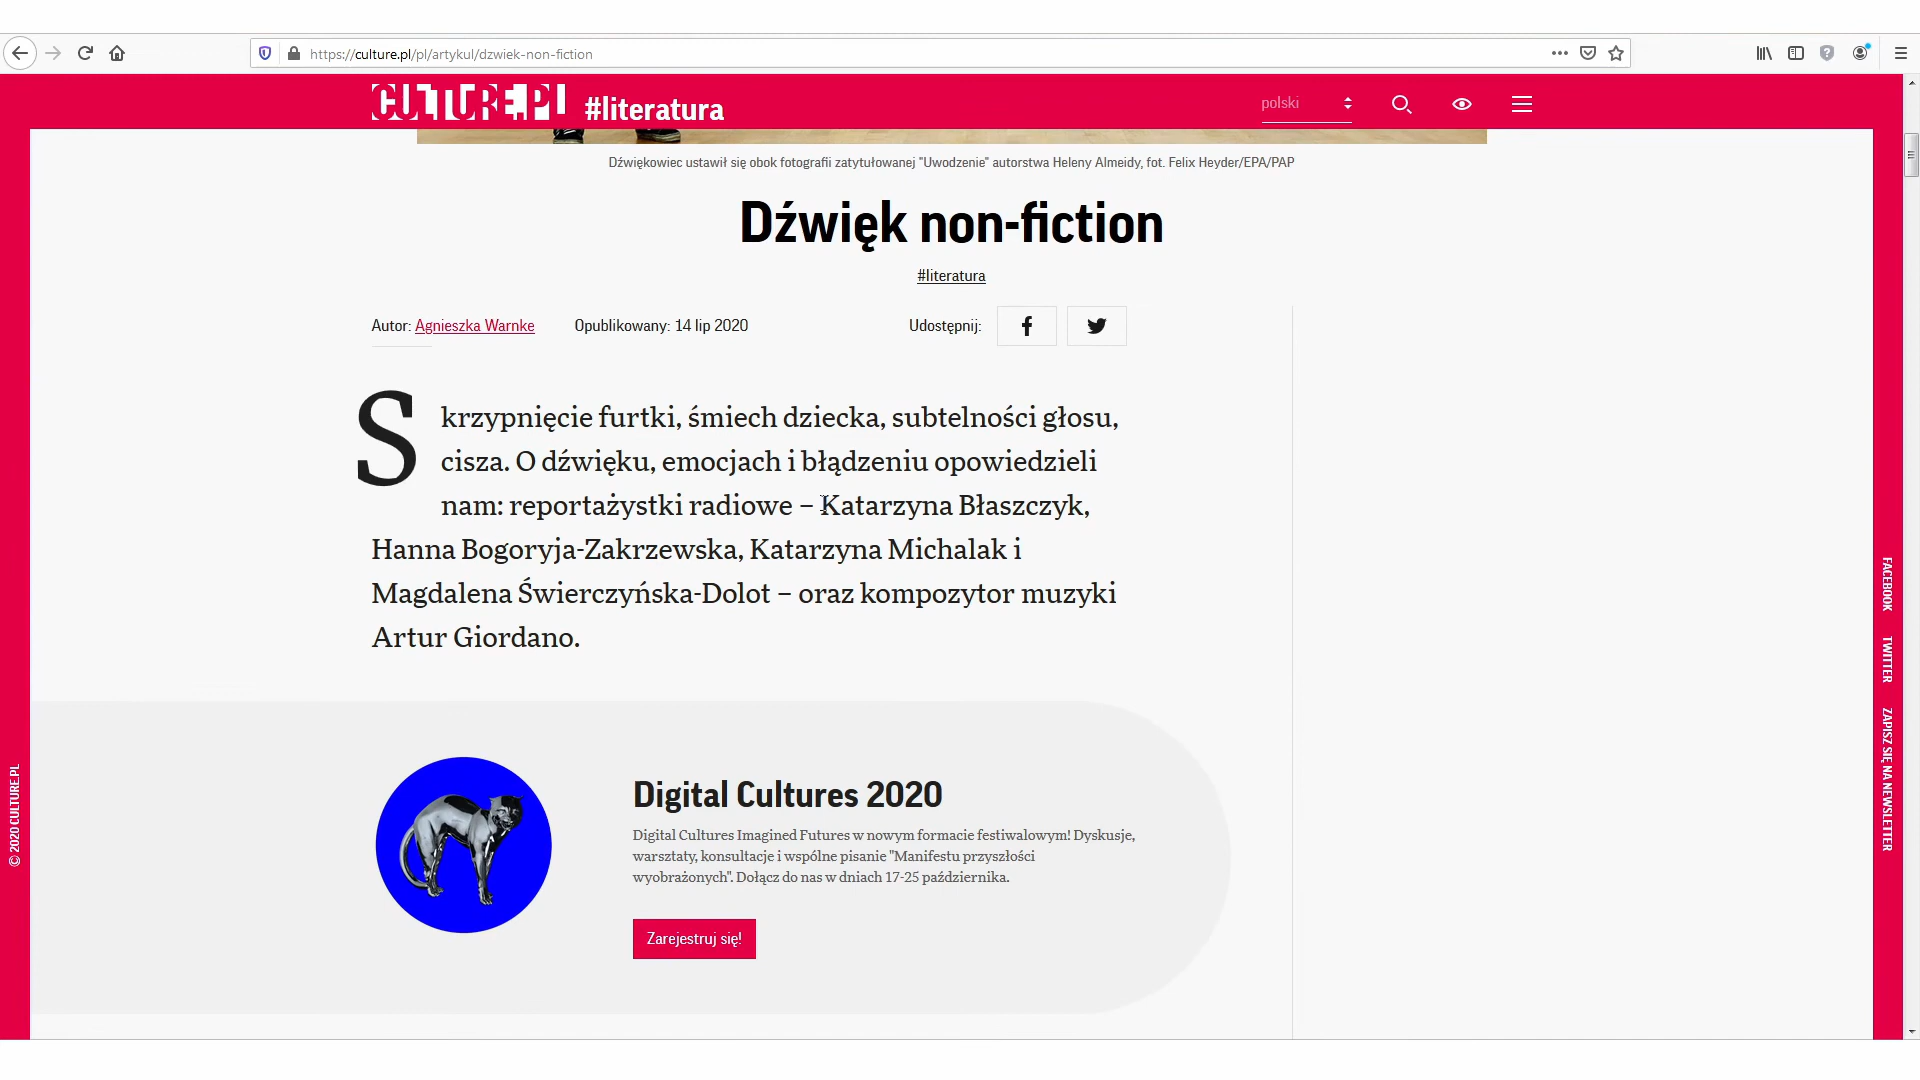 https://culture.pl/pl/artykul/dzwiek-non-fiction
CULTURE.PL #literatura
polski
Dźwiękowiec ustawił się obok fotografii zatytułowanej "Uwodzenie" autorstwa Heleny Almeidy, fot. Felix Heyder/EPA/PAP
Dźwięk non-fiction
#literatura
Autor: Agnieszka Warnke
Opublikowany: 14 lip 2020
Udostępnij:
Skrzypnięcie furtki, śmiech dziecka, subtelności głosu,
cisza. O dźwięku, emocjach i błądzeniu opowiedzieli
nam: reportażystki radiowe – Katarzyna Błaszczyk,
Hanna Bogoryja-Zakrzewska, Katarzyna Michalak i
Magdalena Świerczyńska-Dolot – oraz kompozytor muzyki
Artur Giordano.
Digital Cultures 2020
Digital Cultures Imagined Futures w nowym formacie festiwalowym! Dyskusje,
warsztaty, konsultacje i wspólne pisanie "Manifestu przyszłości
wyobrażonych". Dołącz do nas w dniach 17-25 października.
Zarejestruj się!
© 2020 CULTURE.PL
FACEBOOK
TWITTER
ZAPISZ SIĘ NA NEWSLETTER